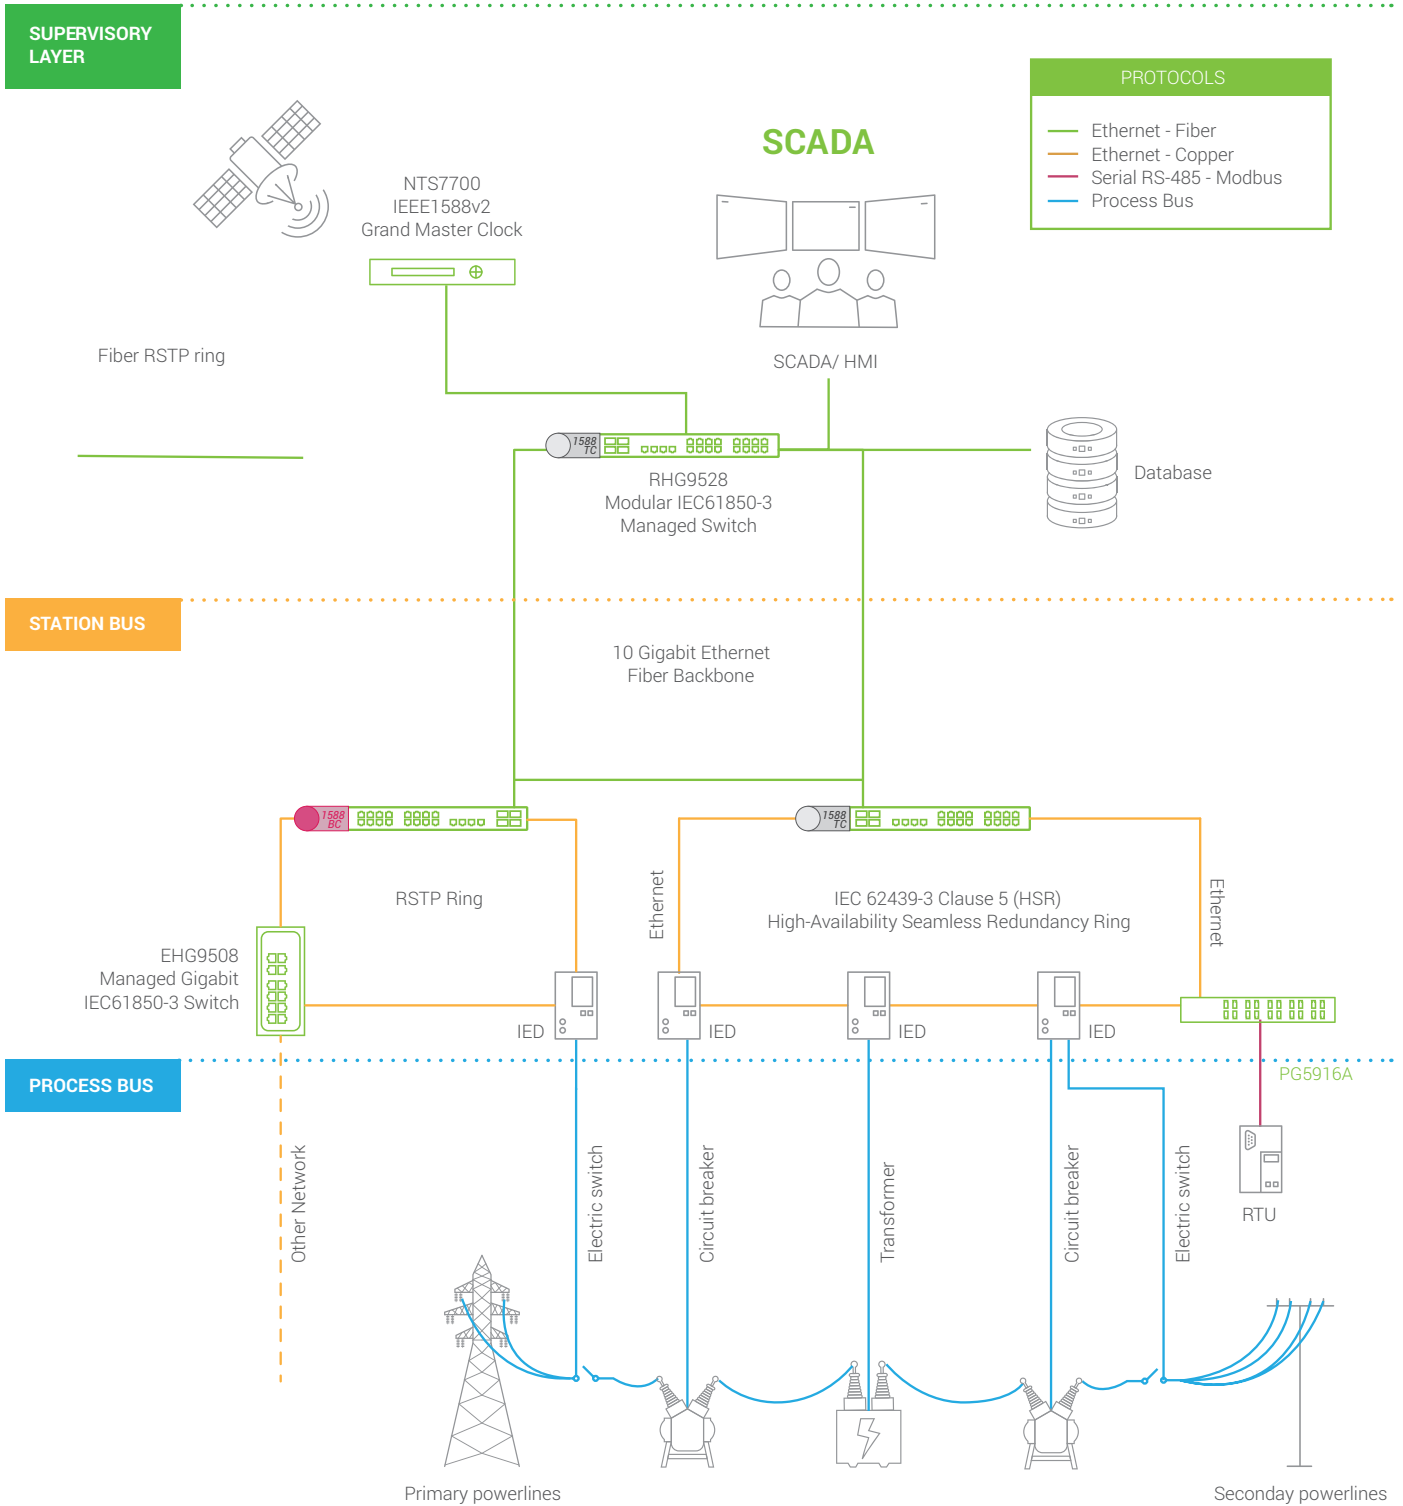 SUPERVISORY
LAYER
PROTOCOLS
Ethernet - Fiber
Ethernet - Copper
Serial RS-485 - Modbus
Process Bus
SCADA
NTS7700
IEEE1588v2
Grand Master Clock
Fiber RSTP ring
SCADA/ HMI
1588
TC
RHG9528
Modular IEC61850-3
Managed Switch
Database
STATION BUS
10 Gigabit Ethernet
Fiber Backbone
1588
BC
1588
TC
RSTP Ring
Ethernet
IEC 62439-3 Clause 5 (HSR)
High-Availability Seamless Redundancy Ring
Ethernet
EHG9508
Managed Gigabit
IEC61850-3 Switch
IED
IED
IED
IED
PROCESS BUS
PG5916A
Other Network
Electric switch
Circuit breaker
Transformer
Circuit breaker
Electric switch
RTU
Primary powerlines
Seconday powerlines